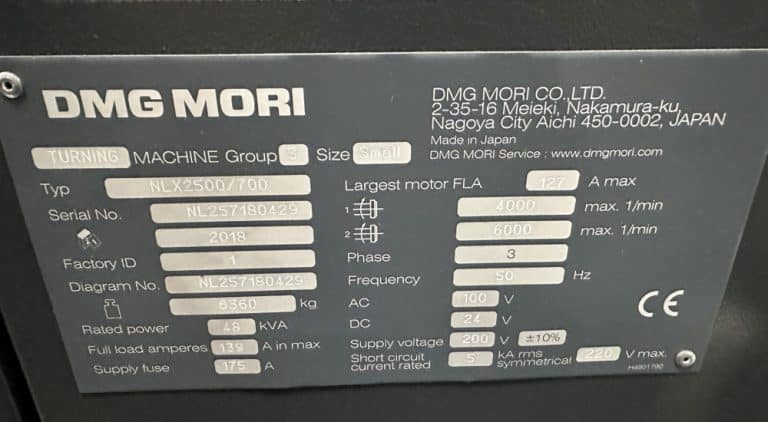 DMG MORI
DMG MORI CO.,LTD.
2-35-16 Meieki, Nakamura-ku,
Nagoya City Aichi 450-0002, JAPAN
Made in Japan
DMG MORI Service : www.dmgmori.com
TURNING MACHINE Group 3 Size Small
Typ NLX2500/700
Serial No. NL257180429
2018
Factory ID 1
Diagram No. NL257180429
6360 kg
Rated power 48 kVA
Full load amperes 139 A in max
Supply fuse 175 A
Largest motor FLA 127 A max
1 4000 max. 1/min
2 6000 max. 1/min
Phase 3
Frequency 50 Hz
AC 100 V
DC 24 V
Supply voltage 200 V ±10%
Short circuit current rated 5 kA rms symmetrical 220 V max.
CE
H4801790